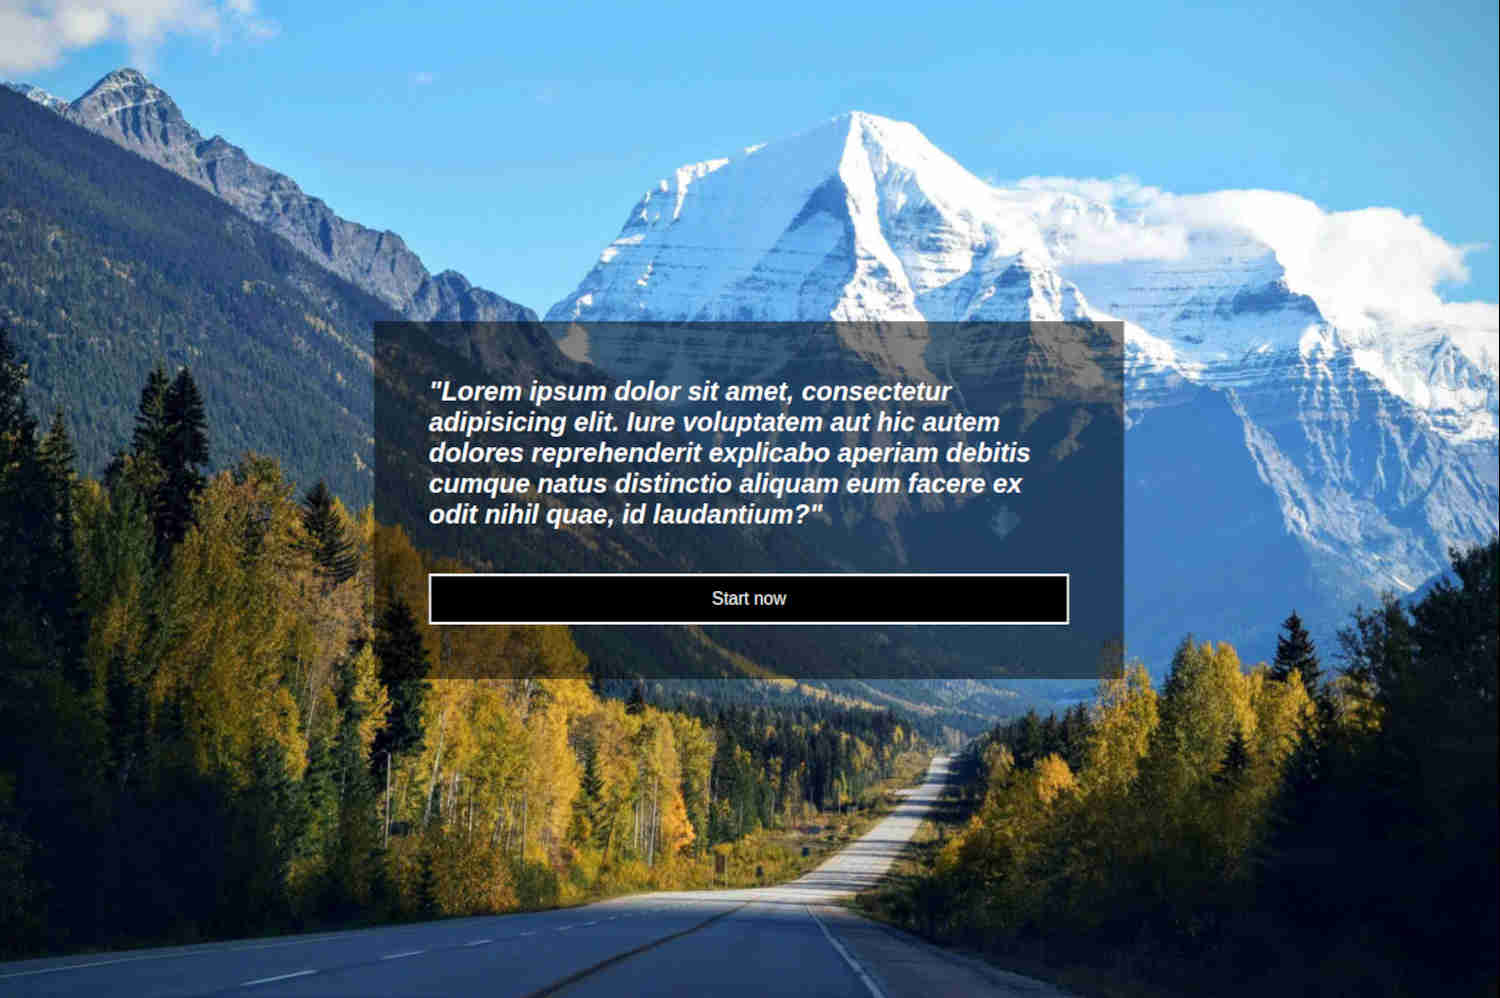 "Lorem ipsum dolor sit amet, consectetur
adipisicing elit. Iure voluptatem aut hic autem
dolores reprehenderit explicabo aperiam debitis
cumque natus distinctio aliquam eum facere ex
odit nihil quae, id laudantium?"
Start now